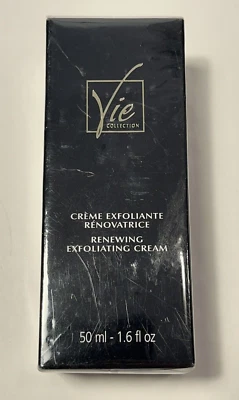 Vie
COLLECTION
CRÈME EXFOLIANTE
RÉNOVATRICE
RENEWING
EXFOLIATING CREAM
50 ml - 1.6 fl oz